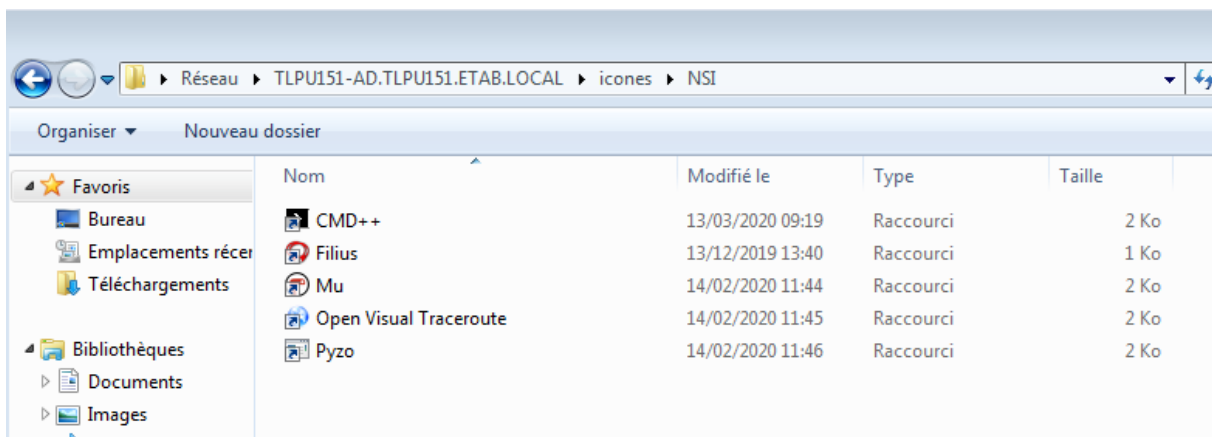 Réseau TLPU151-AD.TLPU151.ETAB.LOCAL icones NSI
Organiser Nouveau dossier
Favoris
Bureau
Emplacements récer
Téléchargements
Bibliothèques
Documents
Images
Nom Modifié le Type Taille
CMD++ 13/03/2020 09:19 Raccourci 2 Ko
Filius 13/12/2019 13:40 Raccourci 1 Ko
Mu 14/02/2020 11:44 Raccourci 2 Ko
Open Visual Traceroute 14/02/2020 11:45 Raccourci 2 Ko
Pyzo 14/02/2020 11:46 Raccourci 2 Ko